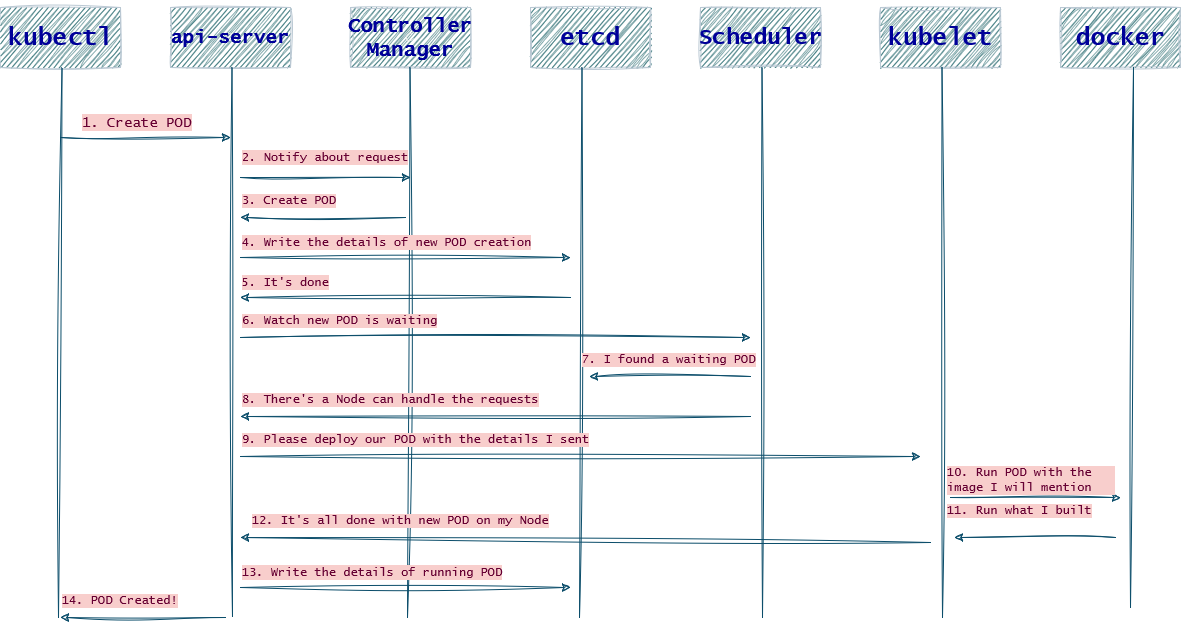 kubectl
api-server
Controller
Manager
etcd
Scheduler
kubelet
docker
1. Create POD
2. Notify about request
3. Create POD
4. Write the details of new POD creation
5. It's done
6. Watch new POD is waiting
7. I found a waiting POD
8. There's a Node can handle the requests
9. Please deploy our POD with the details I sent
10. Run POD with the
image I will mention
11. Run what I built
12. It's all done with new POD on my Node
13. Write the details of running POD
14. POD Created!